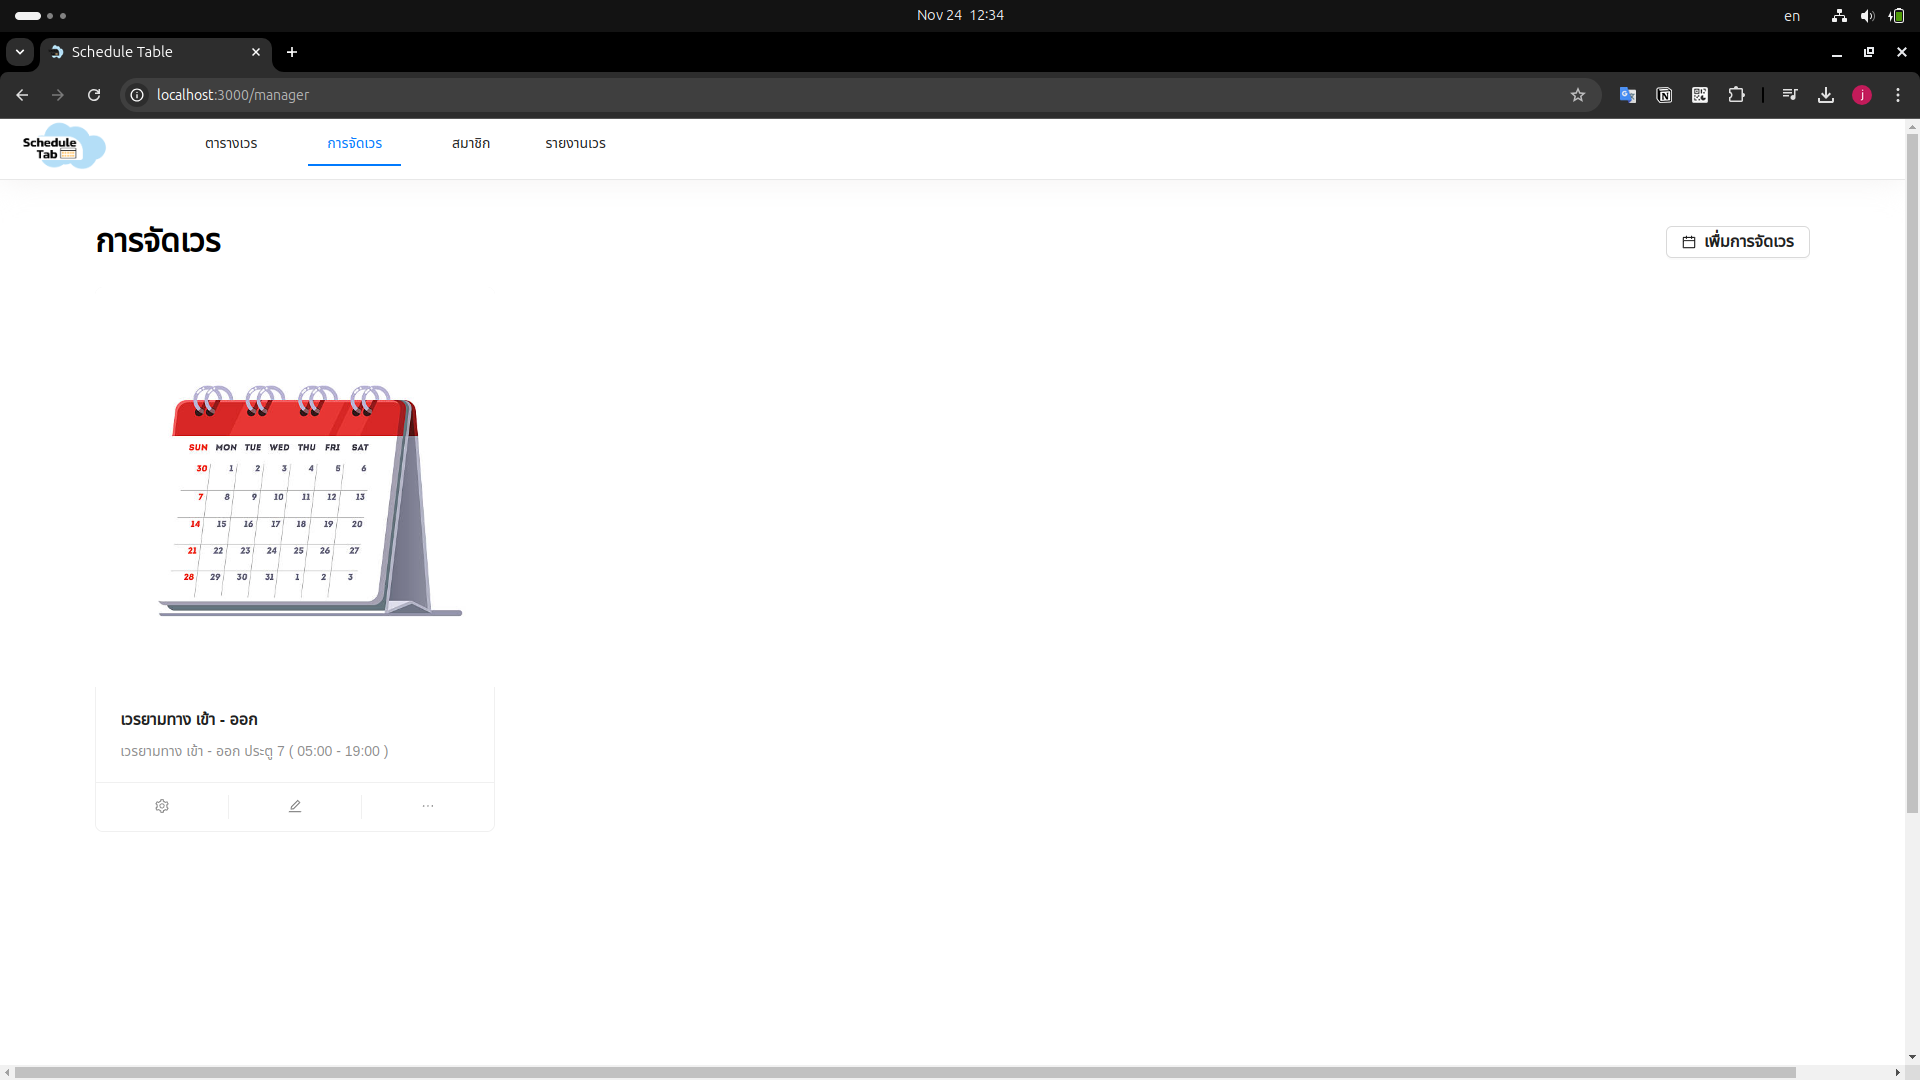 Nov 24 12:34
en
Schedule Table
localhost:3000/manager
j
Schedule
Tab
ตารางเวร
การจัดเวร
สมาชิก
รายงานเวร
การจัดเวร
เพิ่มการจัดเวร
SUN MON TUE WED THU FRI SAT
30 1 2 3 4 5 6
7 8 9 10 11 12 13
14 15 16 17 18 19 20
21 22 23 24 25 26 27
28 29 30 31 1 2 3
เวรยามทาง เข้า - ออก
เวรยามทาง เข้า - ออก ประตู 7 ( 05:00 - 19:00 )